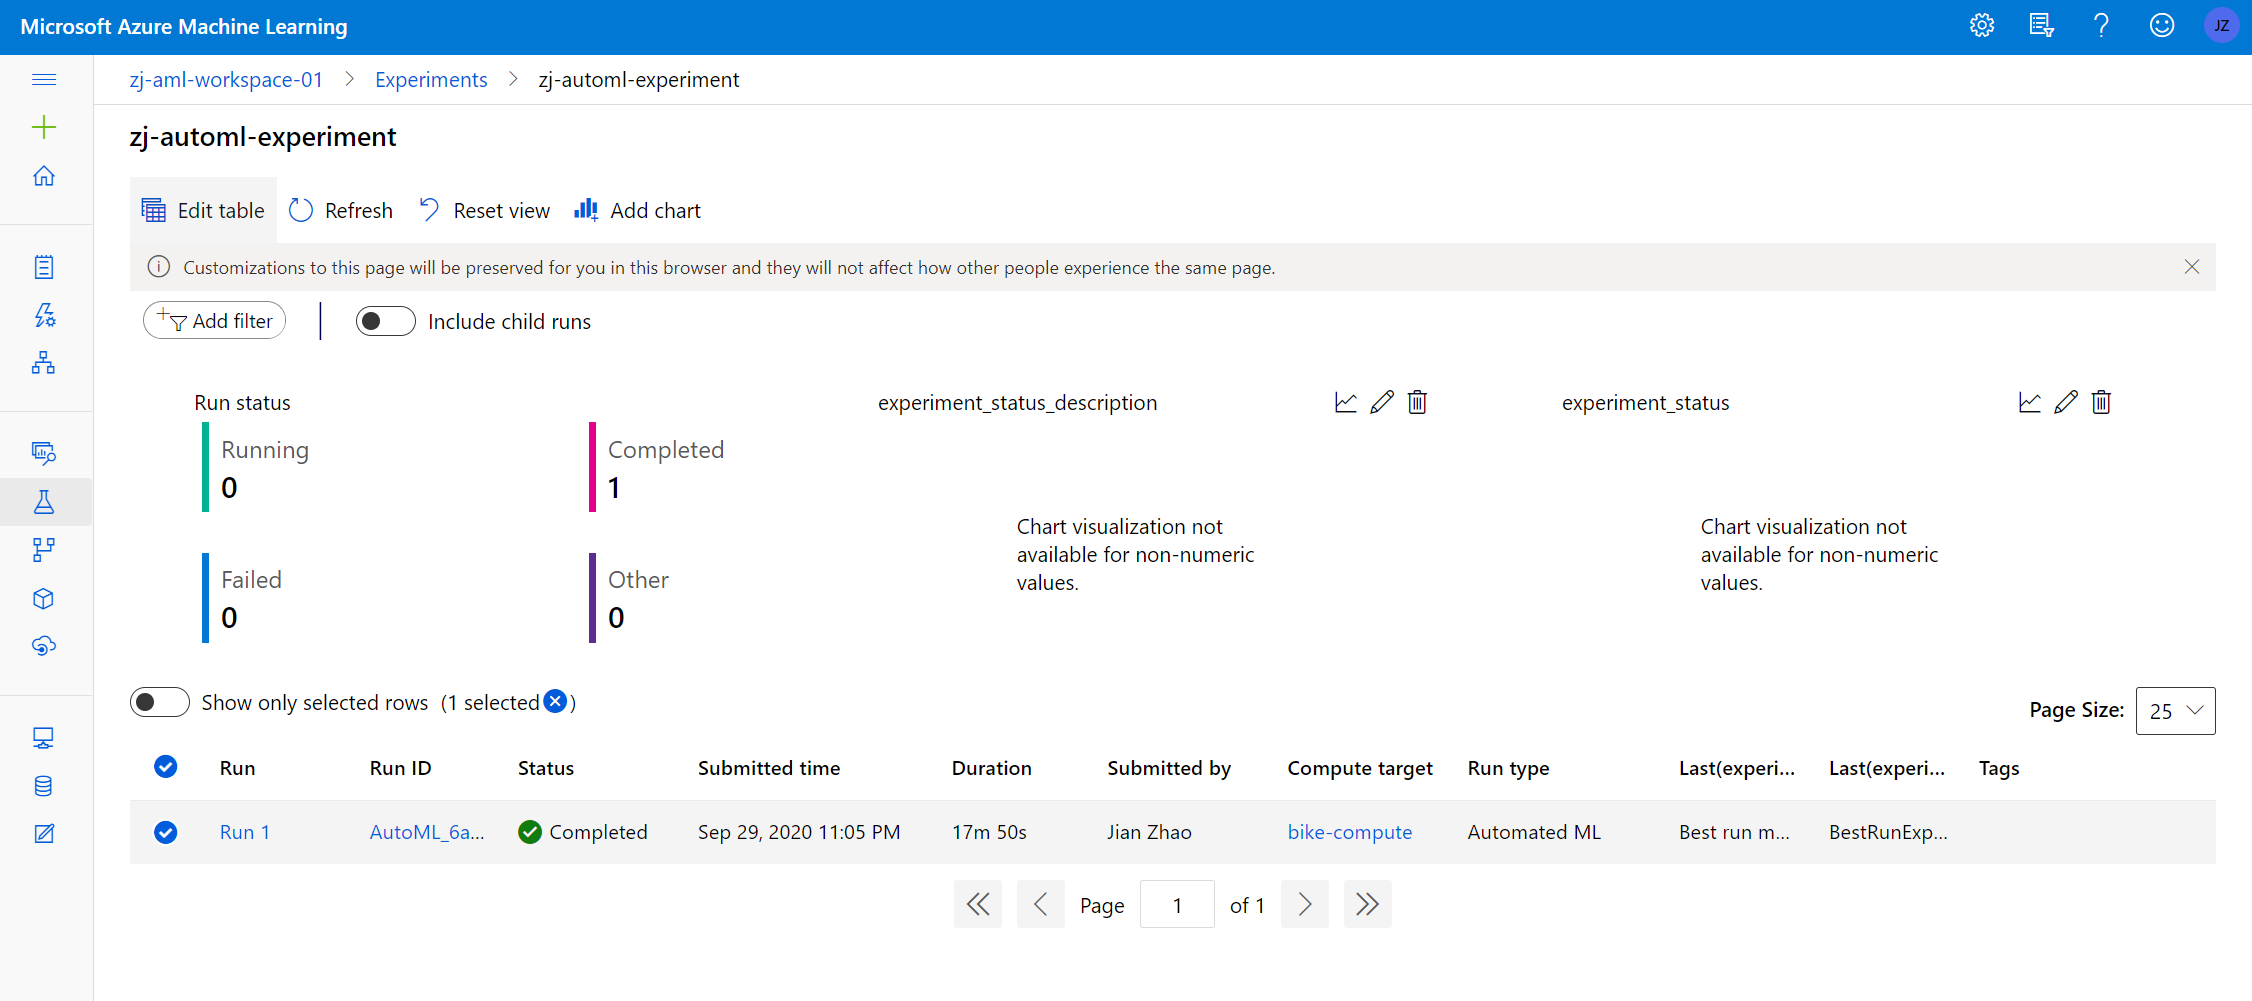 Microsoft Azure Machine Learning
JZ
zj-aml-workspace-01 > Experiments > zj-automl-experiment
zj-automl-experiment
Edit table Refresh Reset view Add chart
Customizations to this page will be preserved for you in this browser and they will not affect how other people experience the same page.
Add filter Include child runs
Run status
Running
0
Completed
1
Failed
0
Other
0
experiment_status_description
Chart visualization not
available for non-numeric
values.
experiment_status
Chart visualization not
available for non-numeric
values.
Show only selected rows (1 selected )
Page Size: 25
Run Run ID Status Submitted time Duration Submitted by Compute target Run type Last(experi... Last(experi... Tags
Run 1 AutoML_6a... Completed Sep 29, 2020 11:05 PM 17m 50s Jian Zhao bike-compute Automated ML Best run m... BestRunExp...
Page 1 of 1